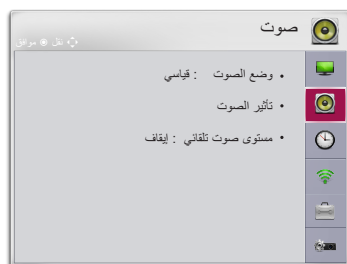 صوت
نقل موافق
• وضع الصوت : قياسي
• تأثير الصوت
• مستوى صوت تلقائي : إيقاف